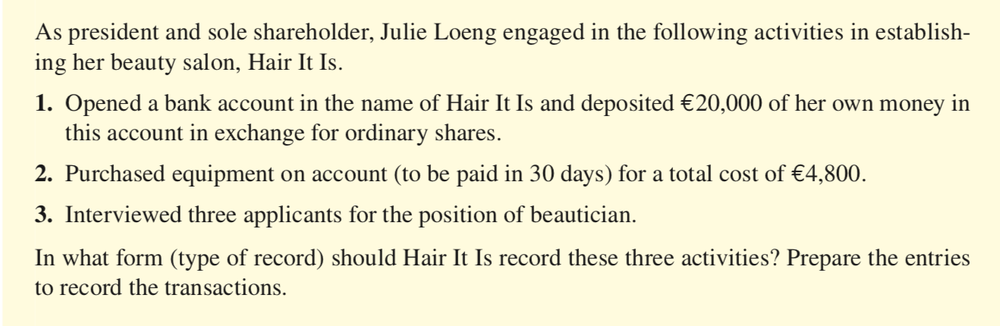 As president and sole shareholder, Julie Loeng engaged in the following activities in establish-
ing her beauty salon, Hair It Is.
1. Opened a bank account in the name of Hair It Is and deposited €20,000 of her own money in
this account in exchange for ordinary shares.
2. Purchased equipment on account (to be paid in 30 days) for a total cost of €4,800.
3. Interviewed three applicants for the position of beautician.
In what form (type of record) should Hair It Is record these three activities? Prepare the entries
to record the transactions.